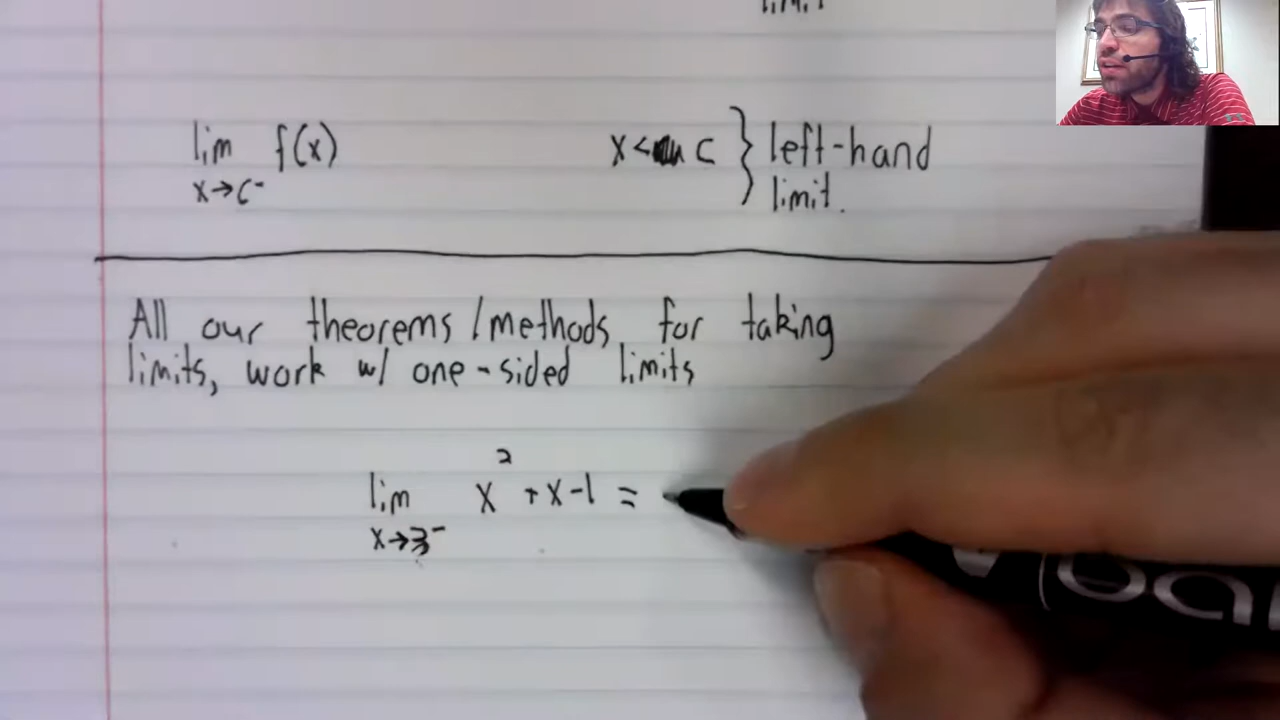 lim f(x) x < c } left-hand
x→c⁻ limit.
All our theorems / methods for taking
limits, work w/ one-sided limits
lim x² + x - 1 =
x→3⁻